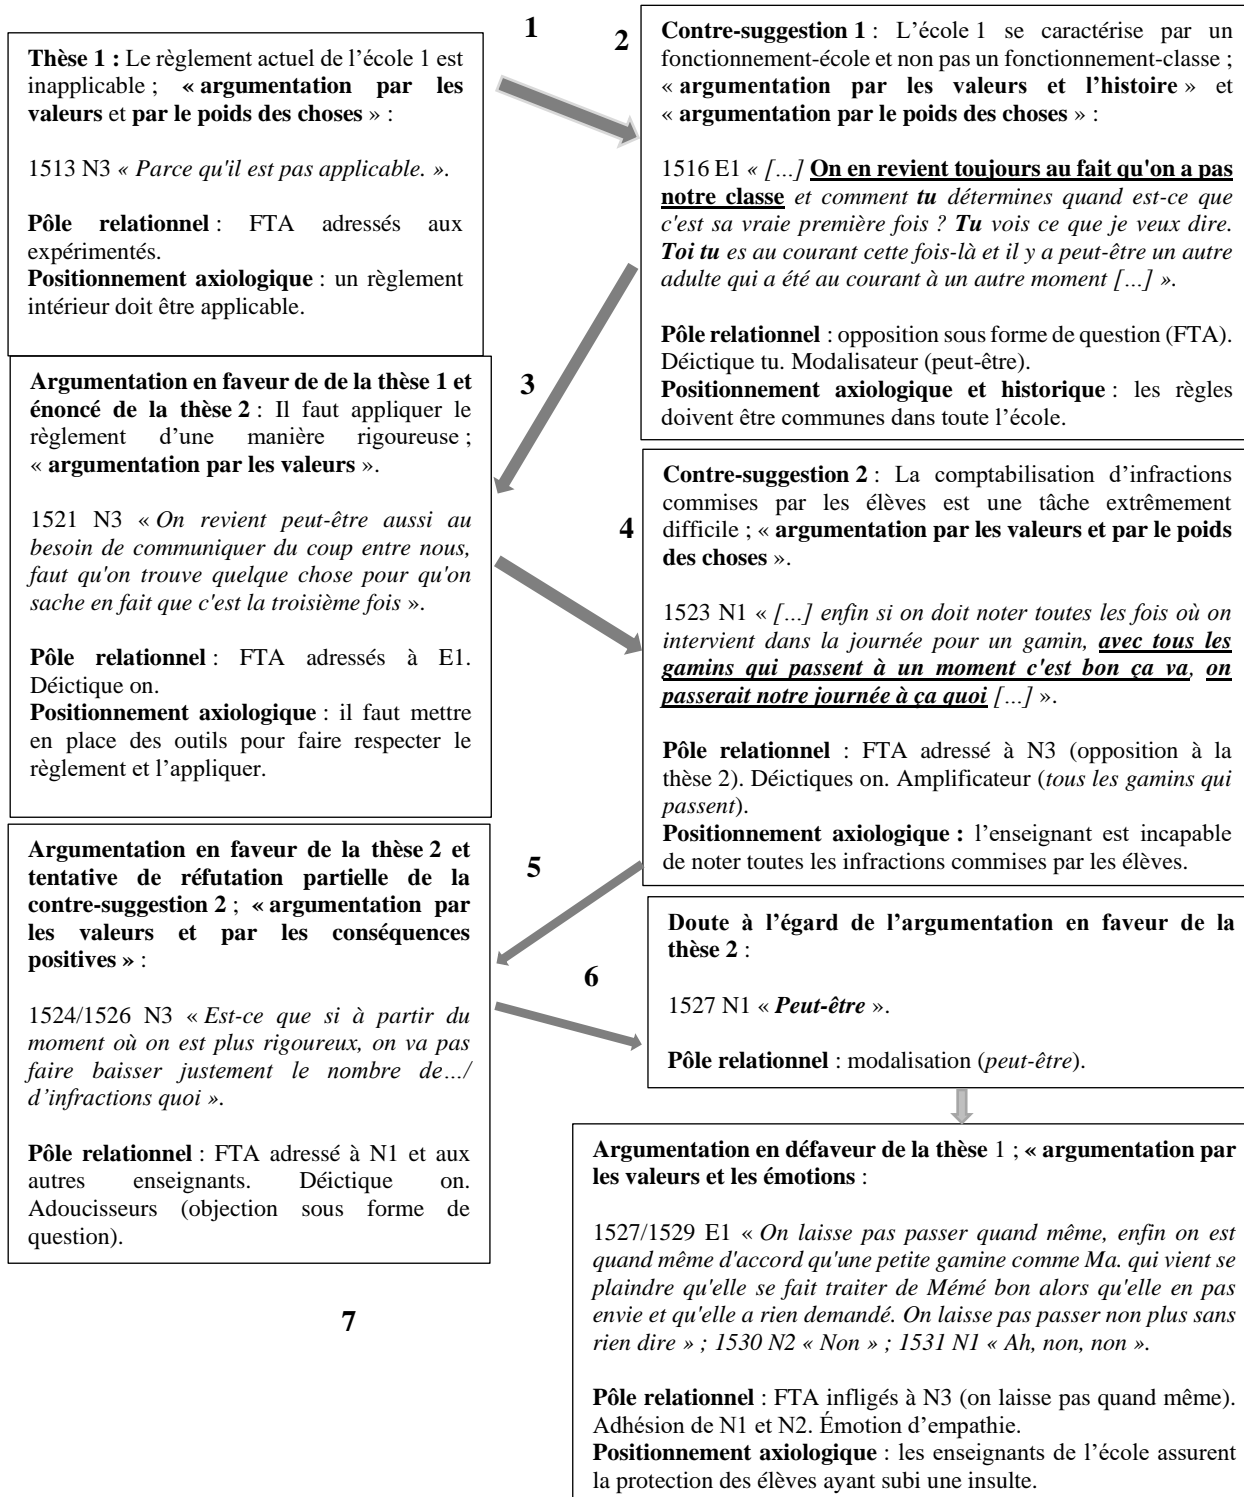 1
2
Thèse 1 : Le règlement actuel de l'école 1 est
inapplicable ; « argumentation par les
valeurs et par le poids des choses » :
1513 N3 « Parce qu'il est pas applicable. ».
Pôle relationnel : FTA adressés aux
expérimentés.
Positionnement axiologique : un règlement
intérieur doit être applicable.
Contre-suggestion 1 : L'école 1 se caractérise par un
fonctionnement-école et non pas un fonctionnement-classe ;
« argumentation par les valeurs et l'histoire » et
« argumentation par le poids des choses » :
1516 E1 « […] On en revient toujours au fait qu'on a pas
notre classe et comment tu détermines quand est-ce que
c'est sa vraie première fois ? Tu vois ce que je veux dire.
Toi tu es au courant cette fois-là et il y a peut-être un autre
adulte qui a été au courant à un autre moment […] ».
Pôle relationnel : opposition sous forme de question (FTA).
Déictique tu. Modalisateur (peut-être).
Positionnement axiologique et historique : les règles
doivent être communes dans toute l'école.
3
Argumentation en faveur de de la thèse 1 et
énoncé de la thèse 2 : Il faut appliquer le
règlement d'une manière rigoureuse ;
« argumentation par les valeurs ».
1521 N3 « On revient peut-être aussi au
besoin de communiquer du coup entre nous,
faut qu'on trouve quelque chose pour qu'on
sache en fait que c'est la troisième fois ».
Pôle relationnel : FTA adressés à E1.
Déictique on.
Positionnement axiologique : il faut mettre
en place des outils pour faire respecter le
règlement et l'appliquer.
4
Contre-suggestion 2 : La comptabilisation d'infractions
commises par les élèves est une tâche extrêmement
difficile ; « argumentation par les valeurs et par le poids
des choses ».
1523 N1 « […] enfin si on doit noter toutes les fois où on
intervient dans la journée pour un gamin, avec tous les
gamins qui passent à un moment c'est bon ça va, on
passerait notre journée à ça quoi […] ».
Pôle relationnel : FTA adressé à N3 (opposition à la
thèse 2). Déictiques on. Amplificateur (tous les gamins qui
passent).
Positionnement axiologique : l'enseignant est incapable
de noter toutes les infractions commises par les élèves.
5
Argumentation en faveur de la thèse 2 et
tentative de réfutation partielle de la
contre-suggestion 2 ; « argumentation par
les valeurs et par les conséquences
positives » :
1524/1526 N3 « Est-ce que si à partir du
moment où on est plus rigoureux, on va pas
faire baisser justement le nombre de…/
d'infractions quoi ».
Pôle relationnel : FTA adressé à N1 et aux
autres enseignants. Déictique on.
Adoucisseurs (objection sous forme de
question).
6
Doute à l'égard de l'argumentation en faveur de la
thèse 2 :
1527 N1 « Peut-être ».
Pôle relationnel : modalisation (peut-être).
7
Argumentation en défaveur de la thèse 1 ; « argumentation par
les valeurs et les émotions :
1527/1529 E1 « On laisse pas passer quand même, enfin on est
quand même d'accord qu'une petite gamine comme Ma. qui vient se
plaindre qu'elle se fait traiter de Mémé bon alors qu'elle en pas
envie et qu'elle a rien demandé. On laisse pas passer non plus sans
rien dire » ; 1530 N2 « Non » ; 1531 N1 « Ah, non, non ».
Pôle relationnel : FTA infligés à N3 (on laisse pas quand même).
Adhésion de N1 et N2. Émotion d'empathie.
Positionnement axiologique : les enseignants de l'école assurent
la protection des élèves ayant subi une insulte.